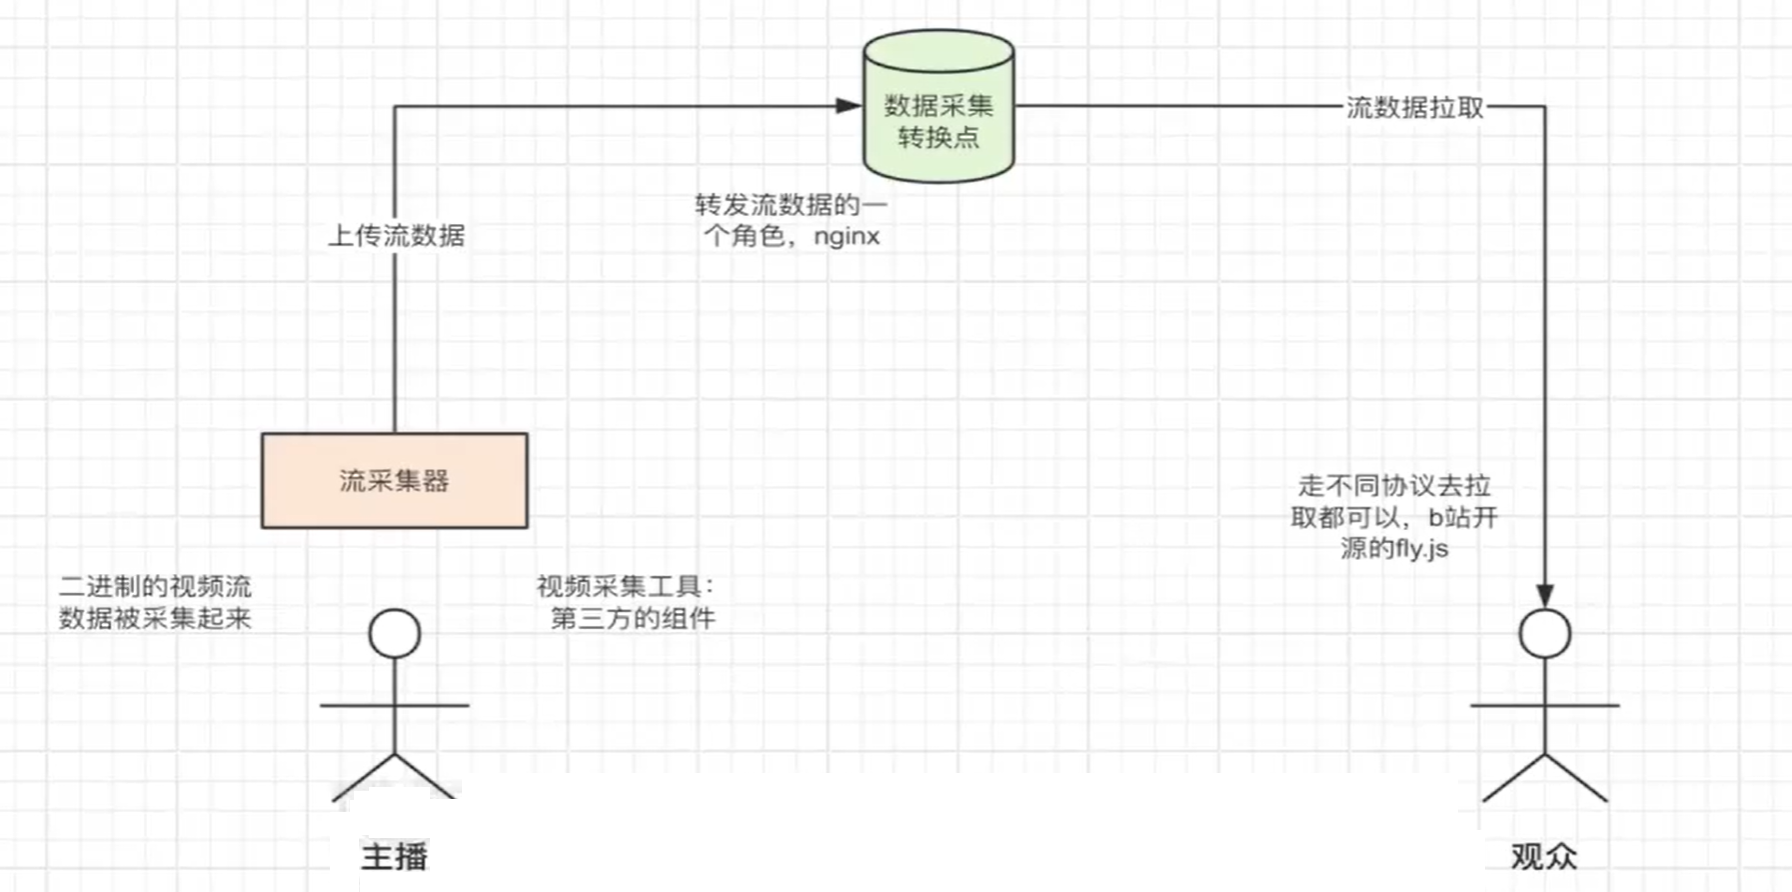 数据采集
转换点
流数据拉取
转发流数据的一
个角色，nginx
上传流数据
流采集器
走不同协议去拉
取都可以，b站开
源的fly.js
二进制的视频流
数据被采集起来
视频采集工具：
第三方的组件
主播
观众